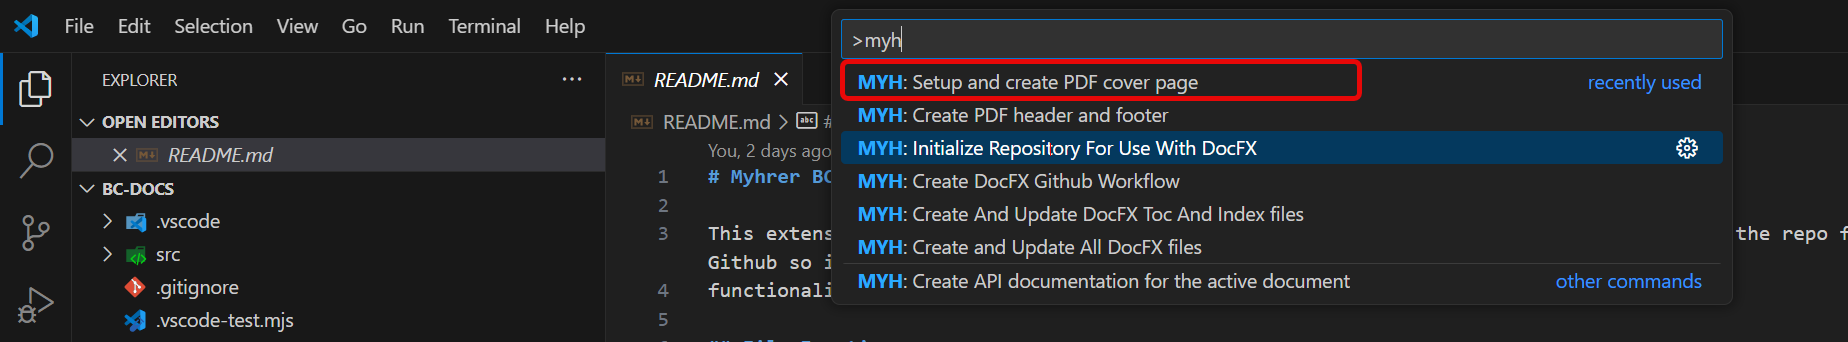 File Edit Selection View Go Run Terminal Help
>myh
MYH: Setup and create PDF cover page recently used
MYH: Create PDF header and footer
MYH: Initialize Repository For Use With DocFX
MYH: Create DocFX Github Workflow
MYH: Create And Update DocFX Toc And Index files
MYH: Create and Update All DocFX files
MYH: Create API documentation for the active document other commands
EXPLORER ...
OPEN EDITORS
README.md
BC-DOCS
.vscode
src
.gitignore
.vscode-test.mjs
README.md
README.md > abc #
You, 2 days ago
1 # Myhrer BC
2
3 This extens the repo f
Github so i
4 functionali
5